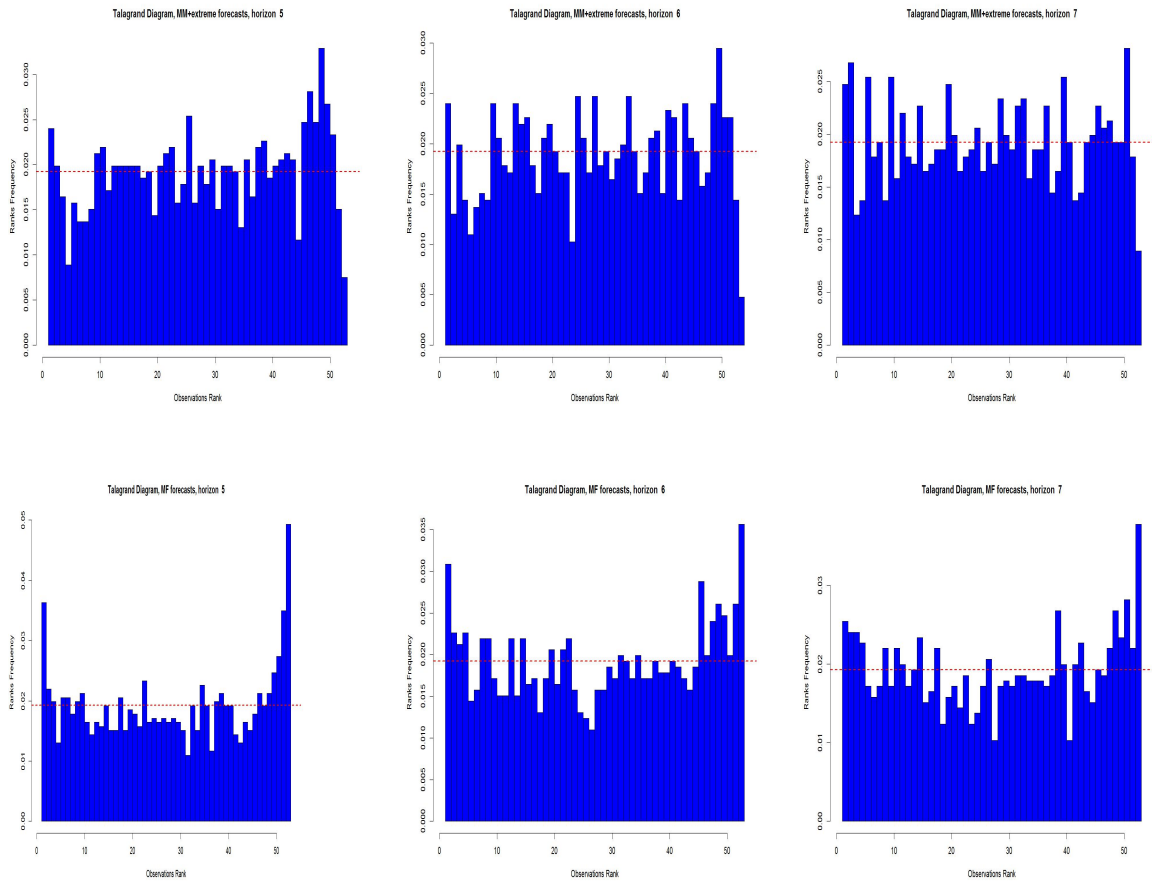 Talagrand Diagram, MM+extreme forecasts, horizon 5
Ranks Frequency
0.030
0.025
0.020
0.015
0.010
0.005
0.000
0 10 20 30 40 50
Observations Rank
Talagrand Diagram, MM+extreme forecasts, horizon 6
Ranks Frequency
0.030
0.025
0.020
0.015
0.010
0.005
0.000
0 10 20 30 40 50
Observations Rank
Talagrand Diagram, MM+extreme forecasts, horizon 7
Ranks Frequency
0.025
0.020
0.015
0.010
0.005
0.000
0 10 20 30 40 50
Observations Rank
Talagrand Diagram, MF forecasts, horizon 5
Ranks Frequency
0.05
0.04
0.03
0.02
0.01
0.00
0 10 20 30 40 50
Observations Rank
Talagrand Diagram, MF forecasts, horizon 6
Ranks Frequency
0.035
0.030
0.025
0.020
0.015
0.010
0.005
0.000
0 10 20 30 40 50
Observations Rank
Talagrand Diagram, MF forecasts, horizon 7
Ranks Frequency
0.03
0.02
0.01
0.00
0 10 20 30 40 50
Observations Rank